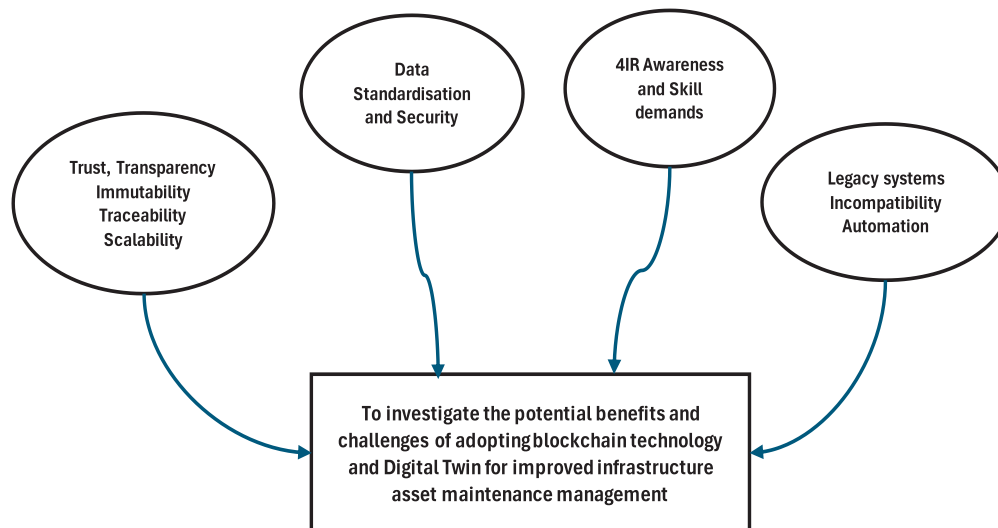 Trust, Transparency
Immutability
Traceability
Scalability
Data
Standardisation
and Security
4IR Awareness
and Skill
demands
Legacy systems
Incompatibility
Automation
To investigate the potential benefits and
challenges of adopting blockchain technology
and Digital Twin for improved infrastructure
asset maintenance management